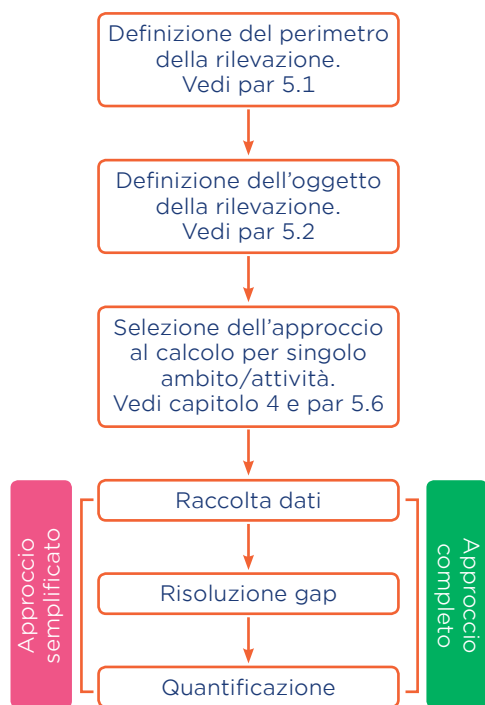 Definizione del perimetro
della rilevazione.
Vedi par 5.1
Definizione dell’oggetto
della rilevazione.
Vedi par 5.2
Selezione dell’approccio
al calcolo per singolo
ambito/attività.
Vedi capitolo 4 e par 5.6
Approccio
semplificato
Raccolta dati
Risoluzione gap
Quantificazione
Approccio
completo